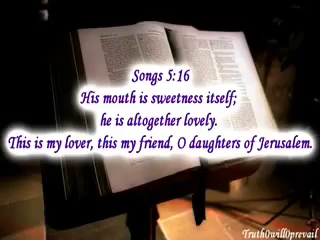 Songs 5:16
His mouth is sweetness itself;
he is altogether lovely.
This is my lover, this my friend, O daughters of Jerusalem.
Truth0will0prevail